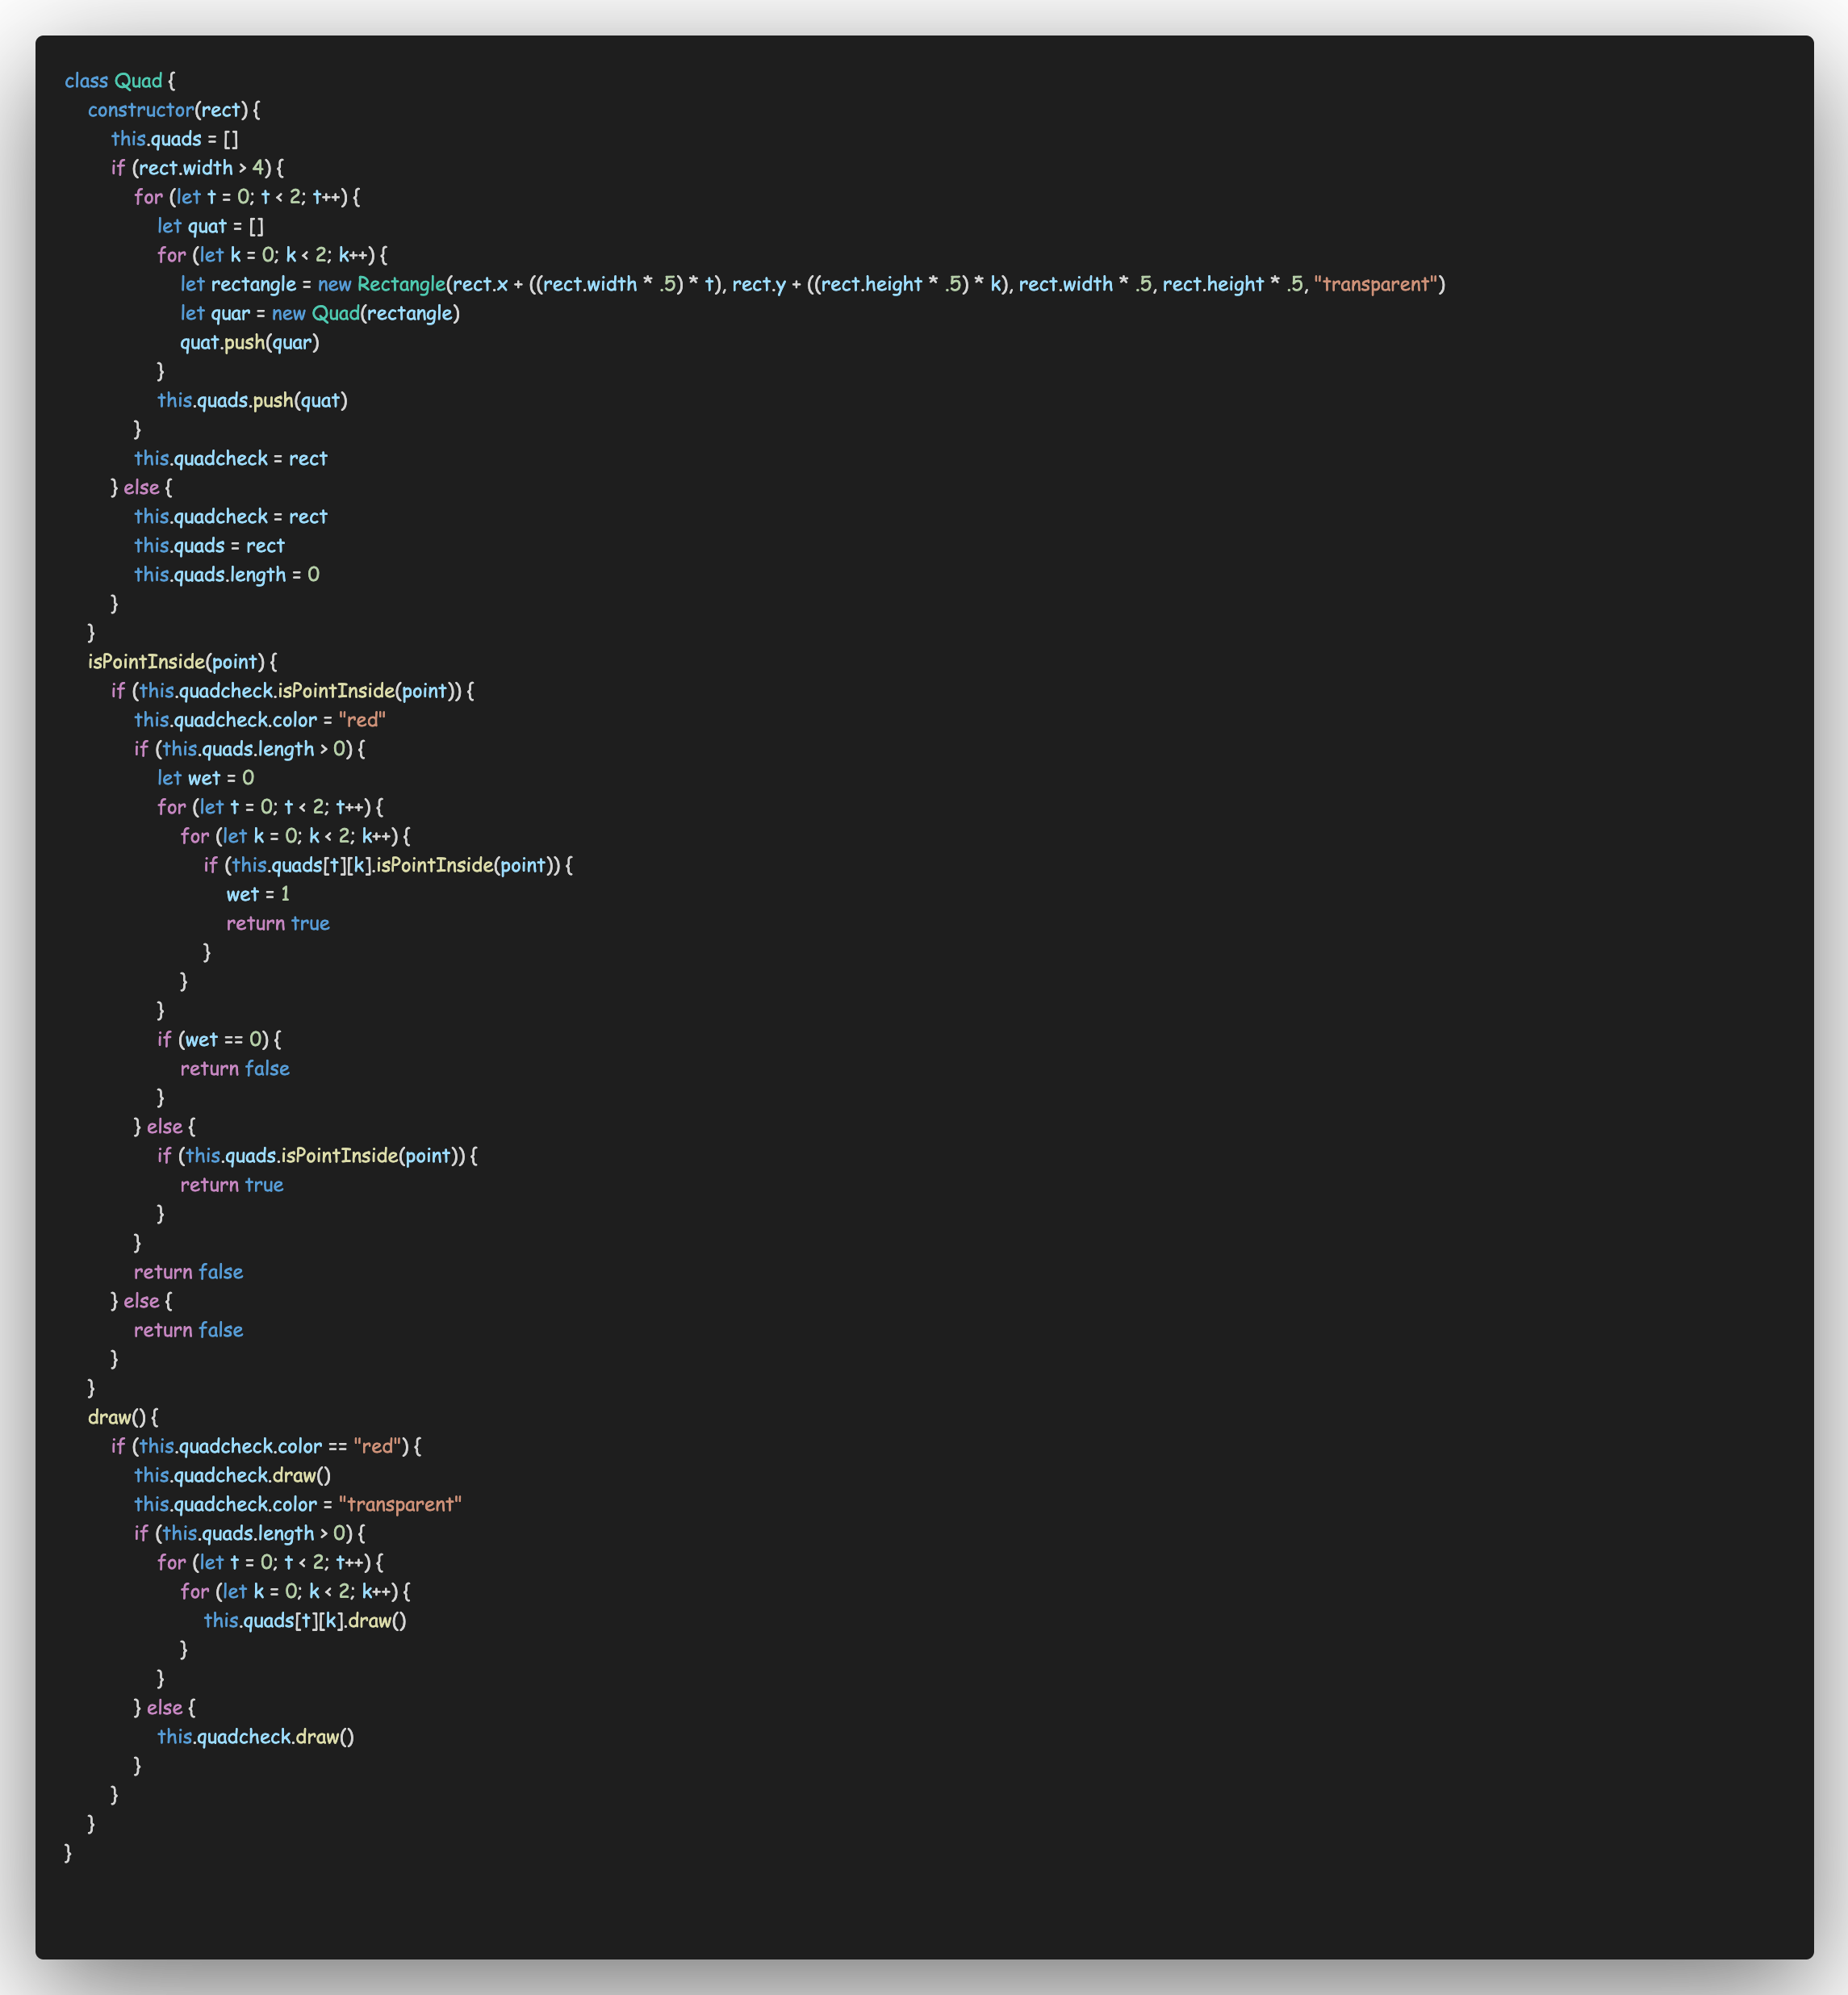 class Quad {
    constructor(rect) {
        this.quads = []
        if (rect.width > 4) {
            for (let t = 0; t < 2; t++) {
                let quat = []
                for (let k = 0; k < 2; k++) {
                    let rectangle = new Rectangle(rect.x + ((rect.width * .5) * t), rect.y + ((rect.height * .5) * k), rect.width * .5, rect.height * .5, "transparent")
                    let quar = new Quad(rectangle)
                    quat.push(quar)
                }
                this.quads.push(quat)
            }
            this.quadcheck = rect
        } else {
            this.quadcheck = rect
            this.quads = rect
            this.quads.length = 0
        }
    }
    isPointInside(point) {
        if (this.quadcheck.isPointInside(point)) {
            this.quadcheck.color = "red"
            if (this.quads.length > 0) {
                let wet = 0
                for (let t = 0; t < 2; t++) {
                    for (let k = 0; k < 2; k++) {
                        if (this.quads[t][k].isPointInside(point)) {
                            wet = 1
                            return true
                        }
                    }
                }
                if (wet == 0) {
                    return false
                }
            } else {
                if (this.quads.isPointInside(point)) {
                    return true
                }
            }
            return false
        } else {
            return false
        }
    }
    draw() {
        if (this.quadcheck.color == "red") {
            this.quadcheck.draw()
            this.quadcheck.color = "transparent"
            if (this.quads.length > 0) {
                for (let t = 0; t < 2; t++) {
                    for (let k = 0; k < 2; k++) {
                        this.quads[t][k].draw()
                    }
                }
            } else {
                this.quadcheck.draw()
            }
        }
    }
}